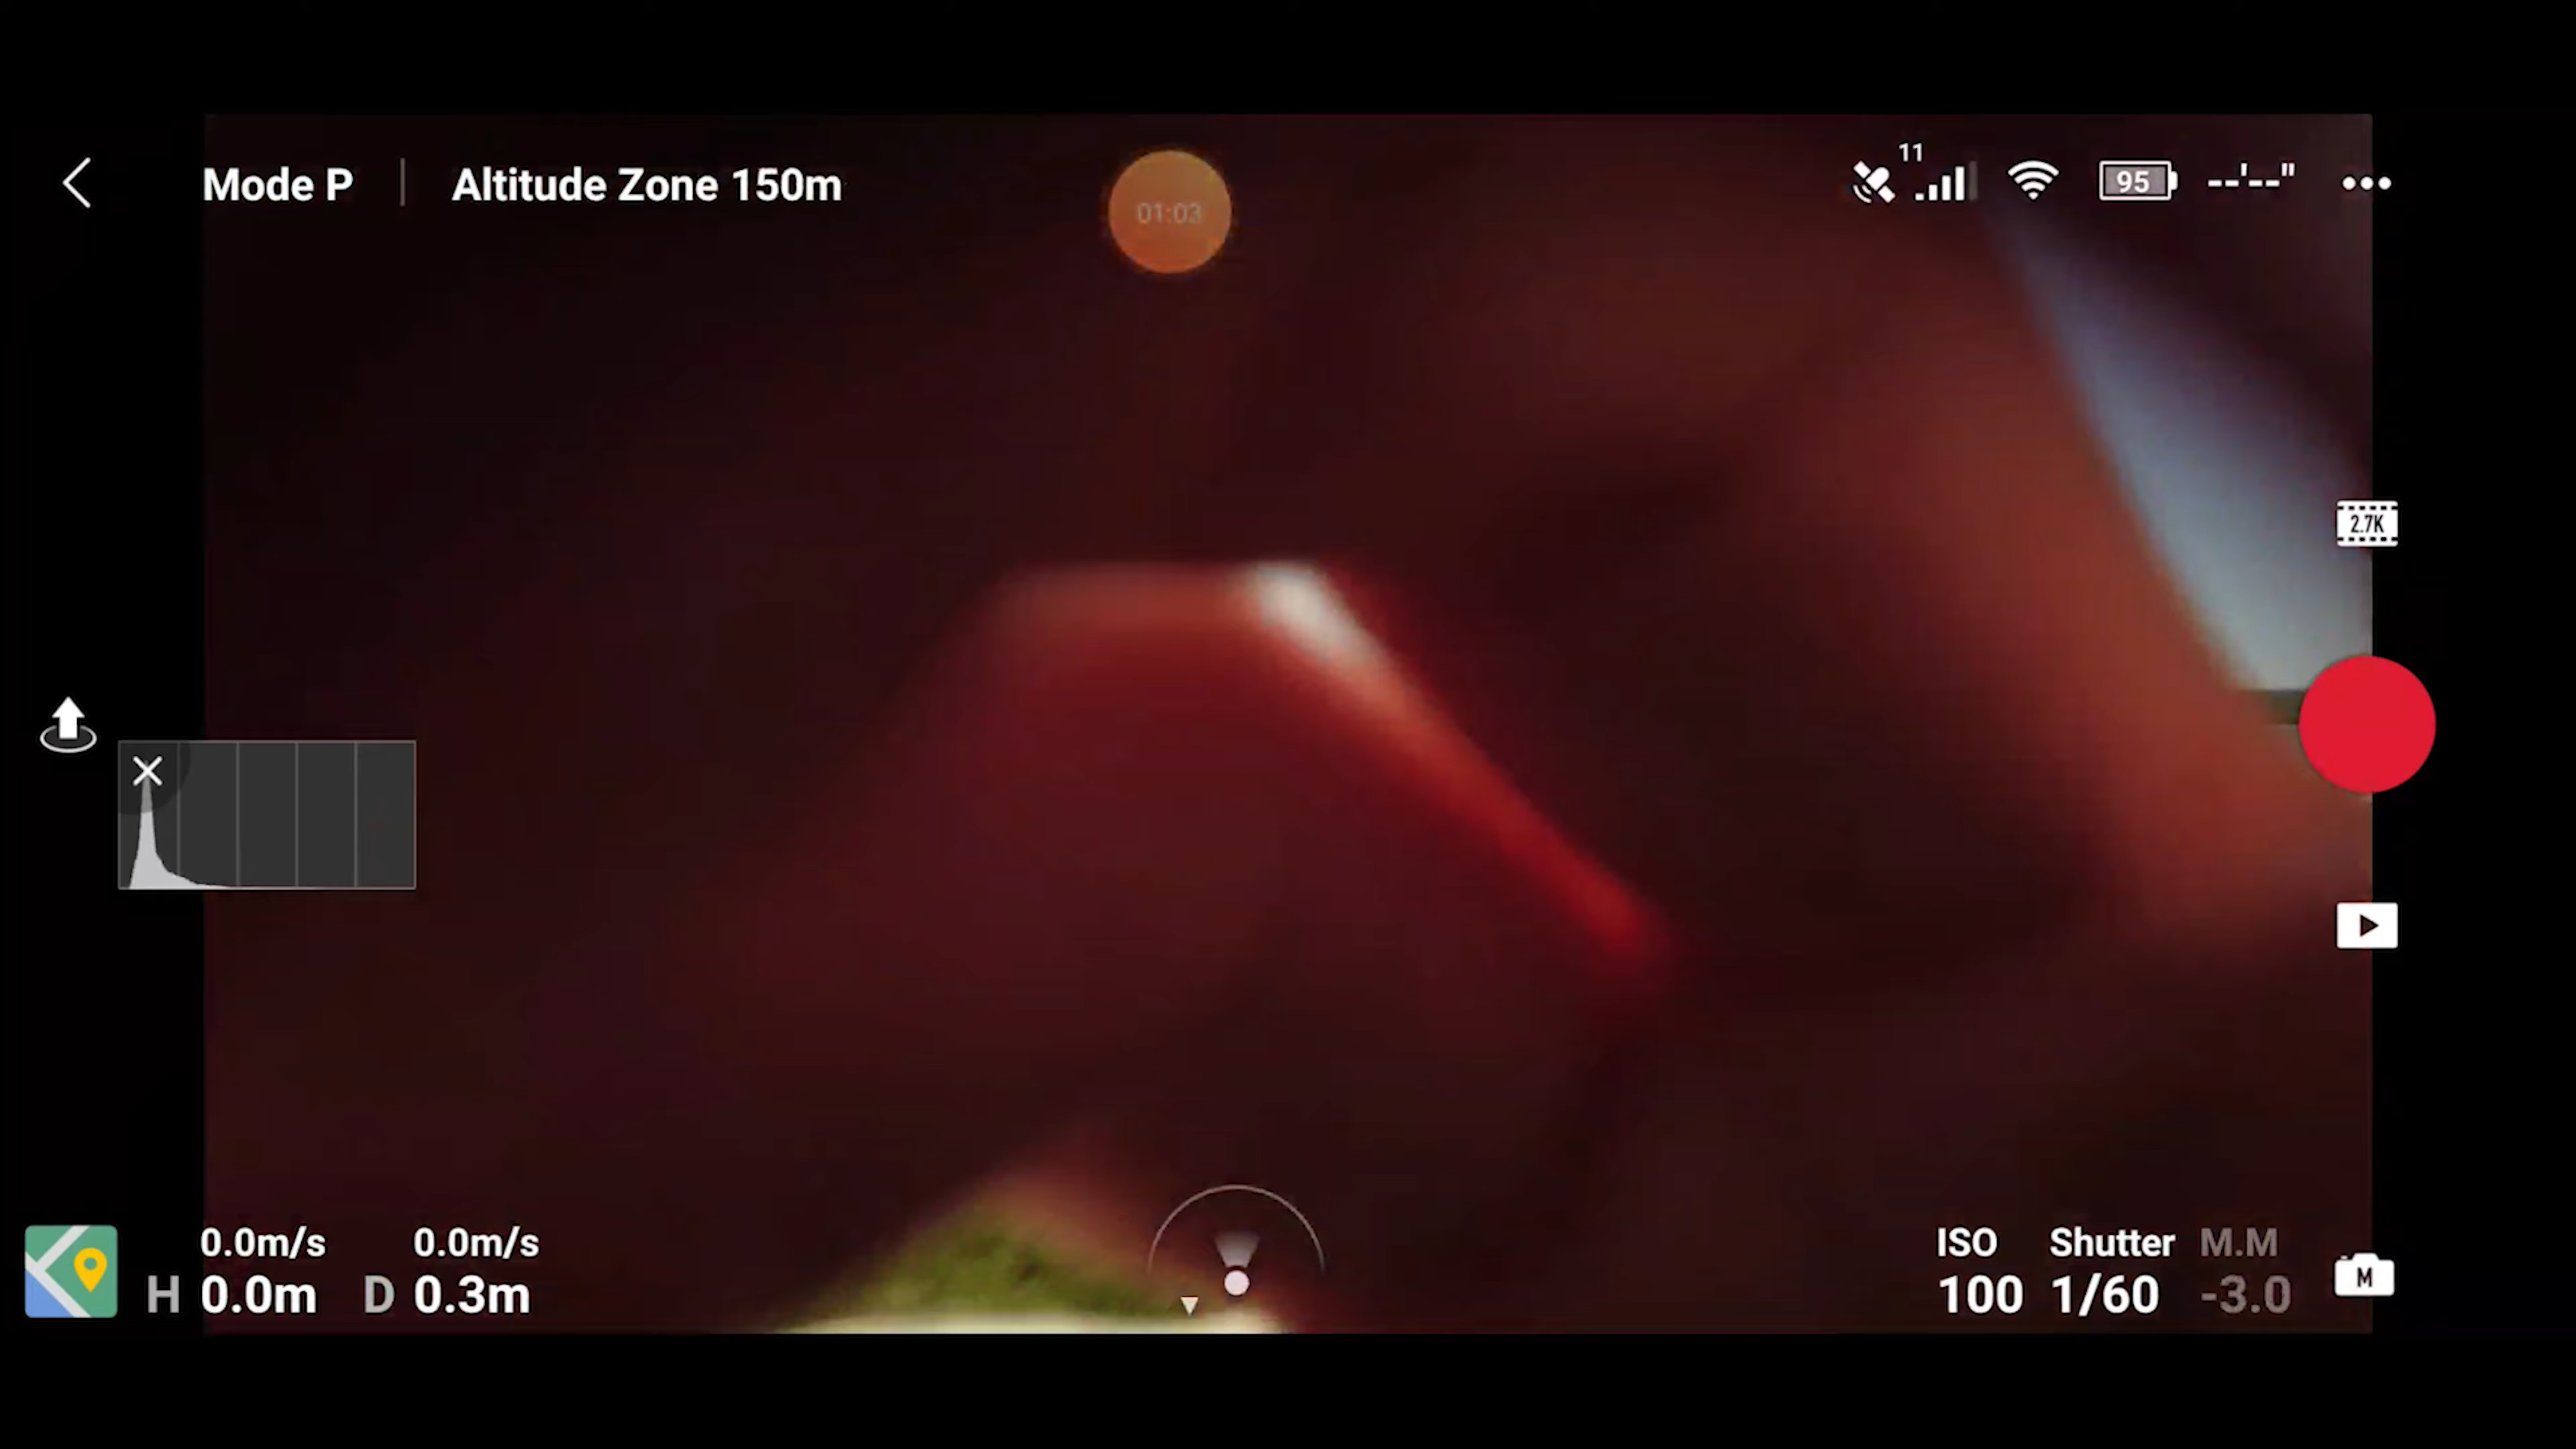 Mode P
Altitude Zone 150m
01:03
11
95
--'--"
2.7K
0.0m/s 0.0m/s
H 0.0m D 0.3m
ISO Shutter M.M
100 1/60 -3.0
M